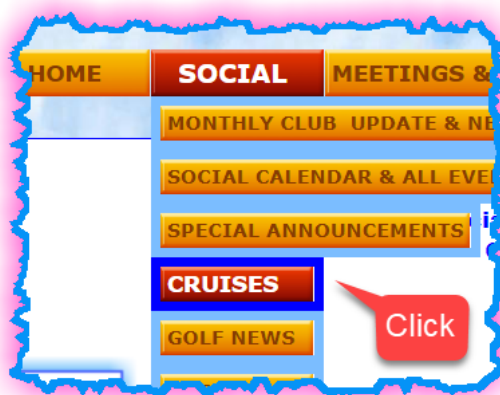 HOME SOCIAL MEETINGS &
MONTHLY CLUB UPDATE & NE
SOCIAL CALENDAR & ALL EVE
SPECIAL ANNOUNCEMENTS
CRUISES
Click
GOLF NEWS